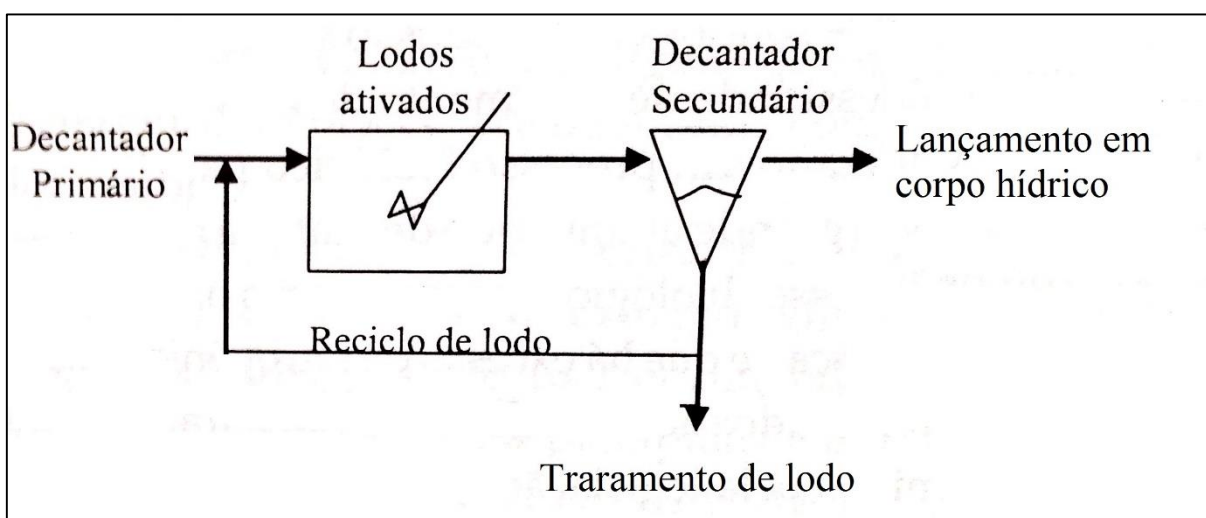 Lodos
ativados
Decantador
Secundário
Decantador
Primário
Lançamento em
corpo hídrico
Reciclo de lodo
Traramento de lodo